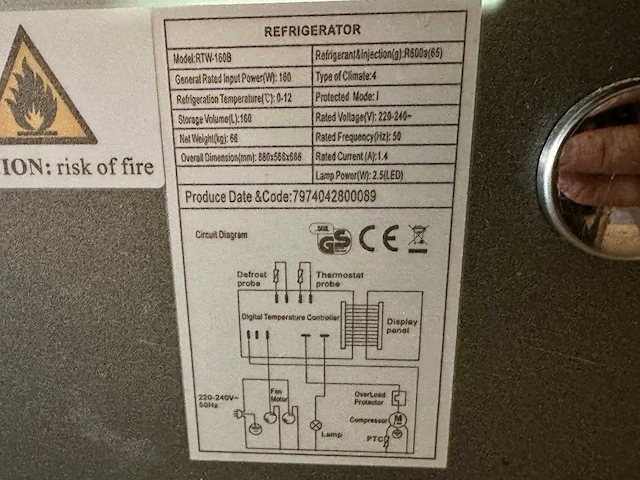 REFRIGERATOR
Model:RTW-160B
Refrigerant&Injection(g):R600a(65)
General Rated Input Power(W): 160
Type of Climate:4
Refrigeration Temperature(℃): 0-12
Protected Mode: I
Storage Volume(L):160
Rated Voltage(V): 220-240~
Net Weight(kg): 66
Rated Frequency(Hz): 50
Overall Dimension(mm):
Rated Current (A):1.4
Lamp Power(W): 2.5(LED)
Produce Date &Code:7974042800089
ION: risk of fire
Circuit Diagram
SGS
GS CE
Defrost
probe
Thermostat
probe
Digital Temperature Controller
Display
panel
220-240V~
50Hz
Fan
Motor
Lamp
OverLoad
Protector
Compressor
M
PTC